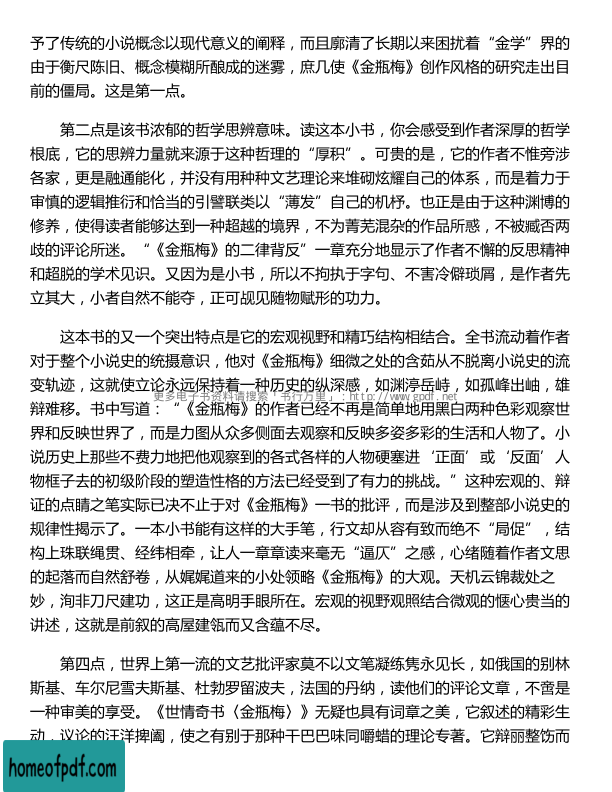 予了传统的小说概念以现代意义的阐释，而且廓清了长期以来困扰着“金学”界的
由于衡尺陈旧、概念模糊所酿成的迷雾，庶几使《金瓶梅》创作风格的研究走出目
前的僵局。这是第一点。
第二点是该书浓郁的哲学思辨意味。读这本小书，你会感受到作者深厚的哲学
根底，它的思辨力量就来源于这种哲理的“厚积”。可贵的是，它的作者不惟旁涉
各家，更是融通能化，并没有用种种文艺理论来堆砌炫耀自己的体系，而是着力于
审慎的逻辑推衍和恰当的引譬联类以“薄发”自己的机杼。也正是由于这种渊博的
修养，使得读者能够达到一种超越的境界，不为菁芜混杂的作品所惑，不被臧否两
歧的评论所迷。“《金瓶梅》的二律背反”一章充分地显示了作者不懈的反思精神
和超脱的学术见识。又因为是小书，所以不拘执于字句、不害冷僻琐屑，是作者先
立其大，小者自然不能夺，正可觇见随物赋形的功力。
这本书的又一个突出特点是它的宏观视野和精巧结构相结合。全书流动着作者
对于整个小说史的统摄意识，他对《金瓶梅》细微之处的含茹从不脱离小说史的流
变轨迹，这就使立论永远保持着一种历史的纵深感，如渊渟岳峙，如孤峰出岫，雄
更多电子书资料请搜索「书行万里」：http://www.gpdf.net
辩难移。书中写道：“《金瓶梅》的作者已经不再是简单地用黑白两种色彩观察世
界和反映世界了，而是力图从众多侧面去观察和反映多姿多彩的生活和人物了。小
说历史上那些不费力地把他观察到的各式各样的人物硬塞进‘正面’或‘反面’人
物框子去的初级阶段的塑造性格的方法已经受到了有力的挑战。”这种宏观的、辩
证的点睛之笔实际已决不止于对《金瓶梅》一书的批评，而是涉及到整部小说史的
规律性揭示了。一本小书能有这样的大手笔，行文却从容有致而绝不“局促”，结
构上珠联绳贯、经纬相牵，让人一章章读来毫无“逼仄”之感，心绪随着作者文思
的起落而自然舒卷，从娓娓道来的小处领略《金瓶梅》的大观。天机云锦裁处之
妙，洵非刀尺建功，这正是高明手眼所在。宏观的视野观照结合微观的惬心贵当的
讲述，这就是前叙的高屋建瓴而又含蕴不尽。
第四点，世界上第一流的文艺批评家莫不以文笔凝练隽永见长，如俄国的别林
斯基、车尔尼雪夫斯基、杜勃罗留波夫，法国的丹纳，读他们的评论文章，不啻是
一种审美的享受。《世情奇书〈金瓶梅〉》无疑也具有词章之美，它叙述的精彩生
动，议论的汪洋捭阖，使之有别于那种干巴巴味同嚼蜡的理论专著。它辩丽整饬而
homeofpdf.com